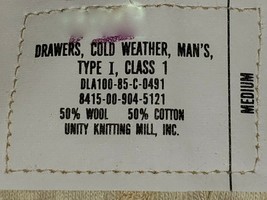 DRAWERS, COLD WEATHER, MAN'S,
TYPE I, CLASS 1
DLA100-85-C-0491
8415-00-904-5121
50% WOOL 50% COTTON
UNITY KNITTING MILL, INC.
MEDIUM